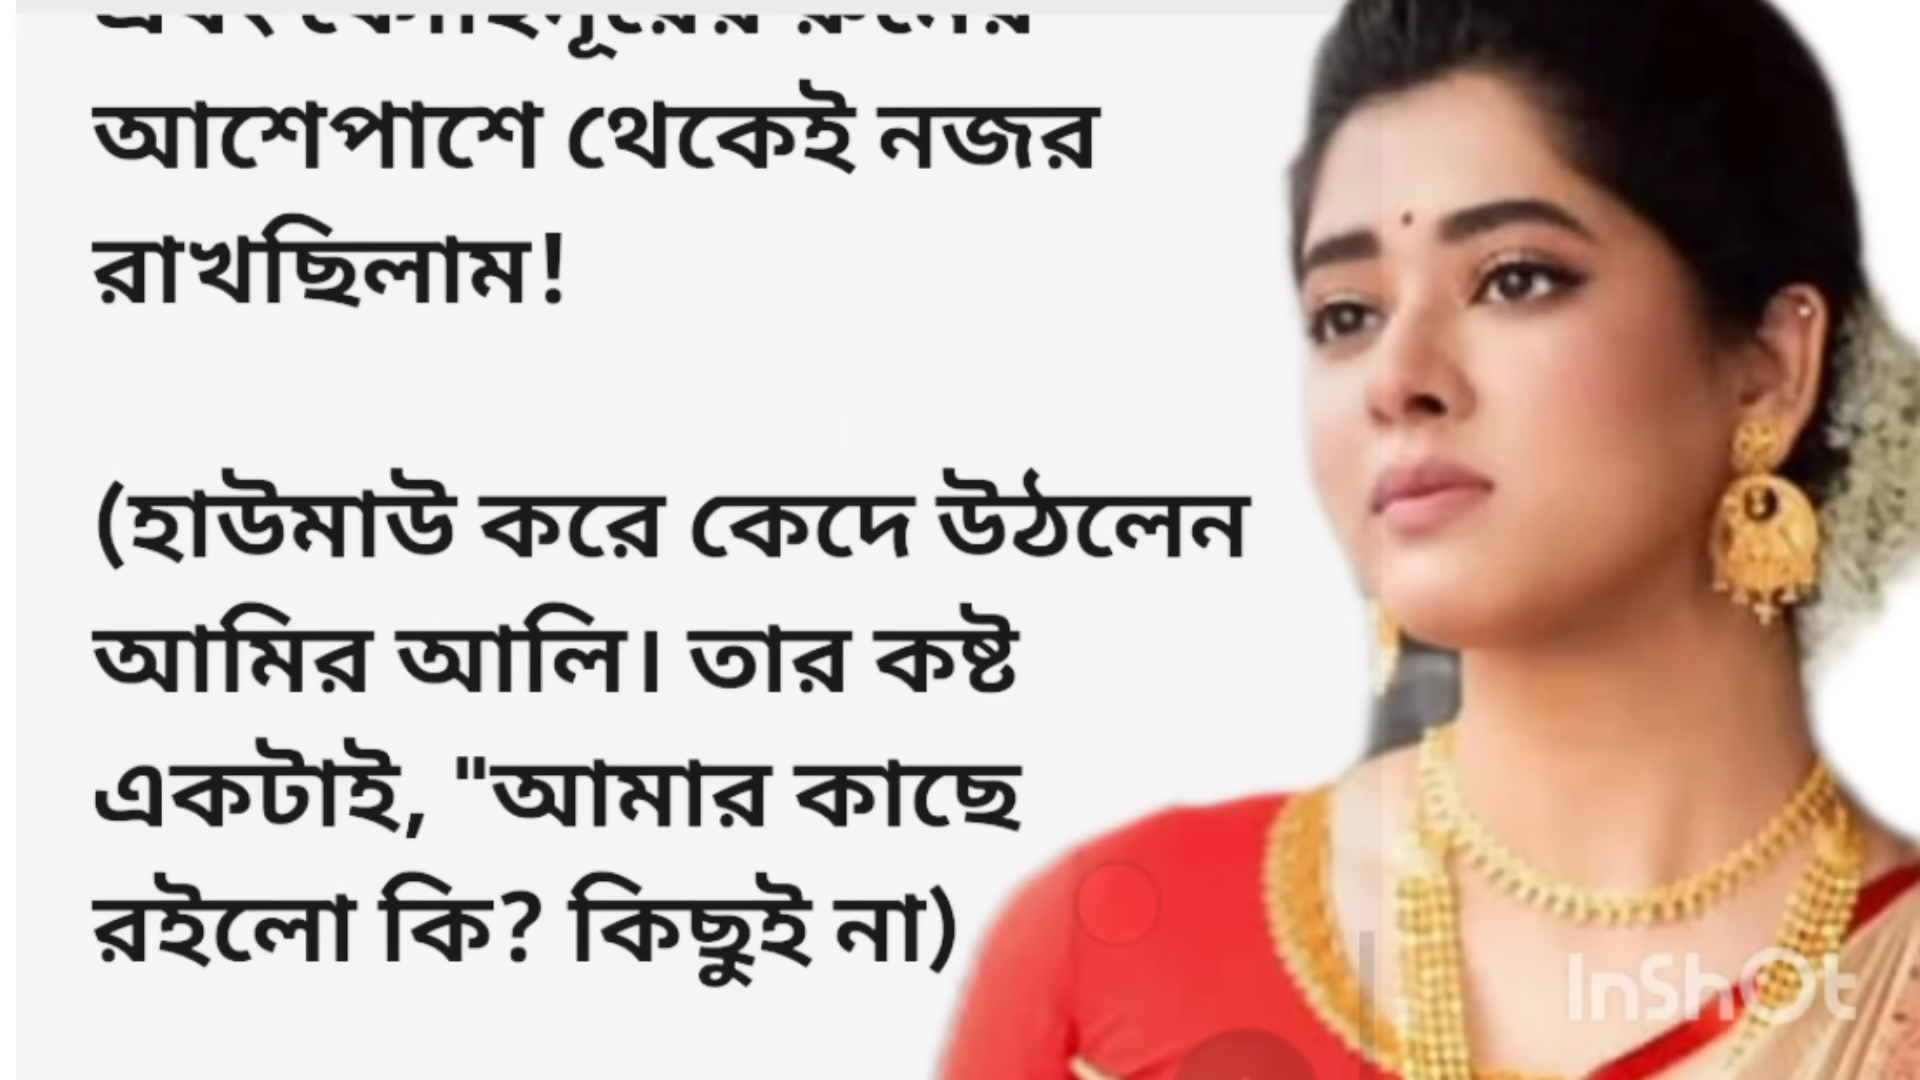 আশেপাশে থেকেই নজর
রাখছিলাম!
(হাউমাউ করে কেদে উঠলেন
আমির আলি। তার কষ্ট
একটাই, "আমার কাছে
রইলো কি? কিছুই না)
InShOt